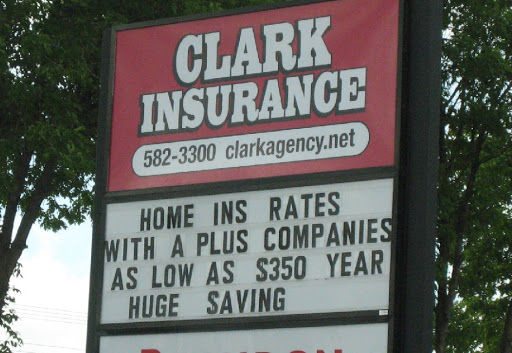 CLARK
INSURANCE
582-3300 clarkagency.net
HOME INS RATES
WITH A PLUS COMPANIES
AS LOW AS $350 YEAR
HUGE SAVING